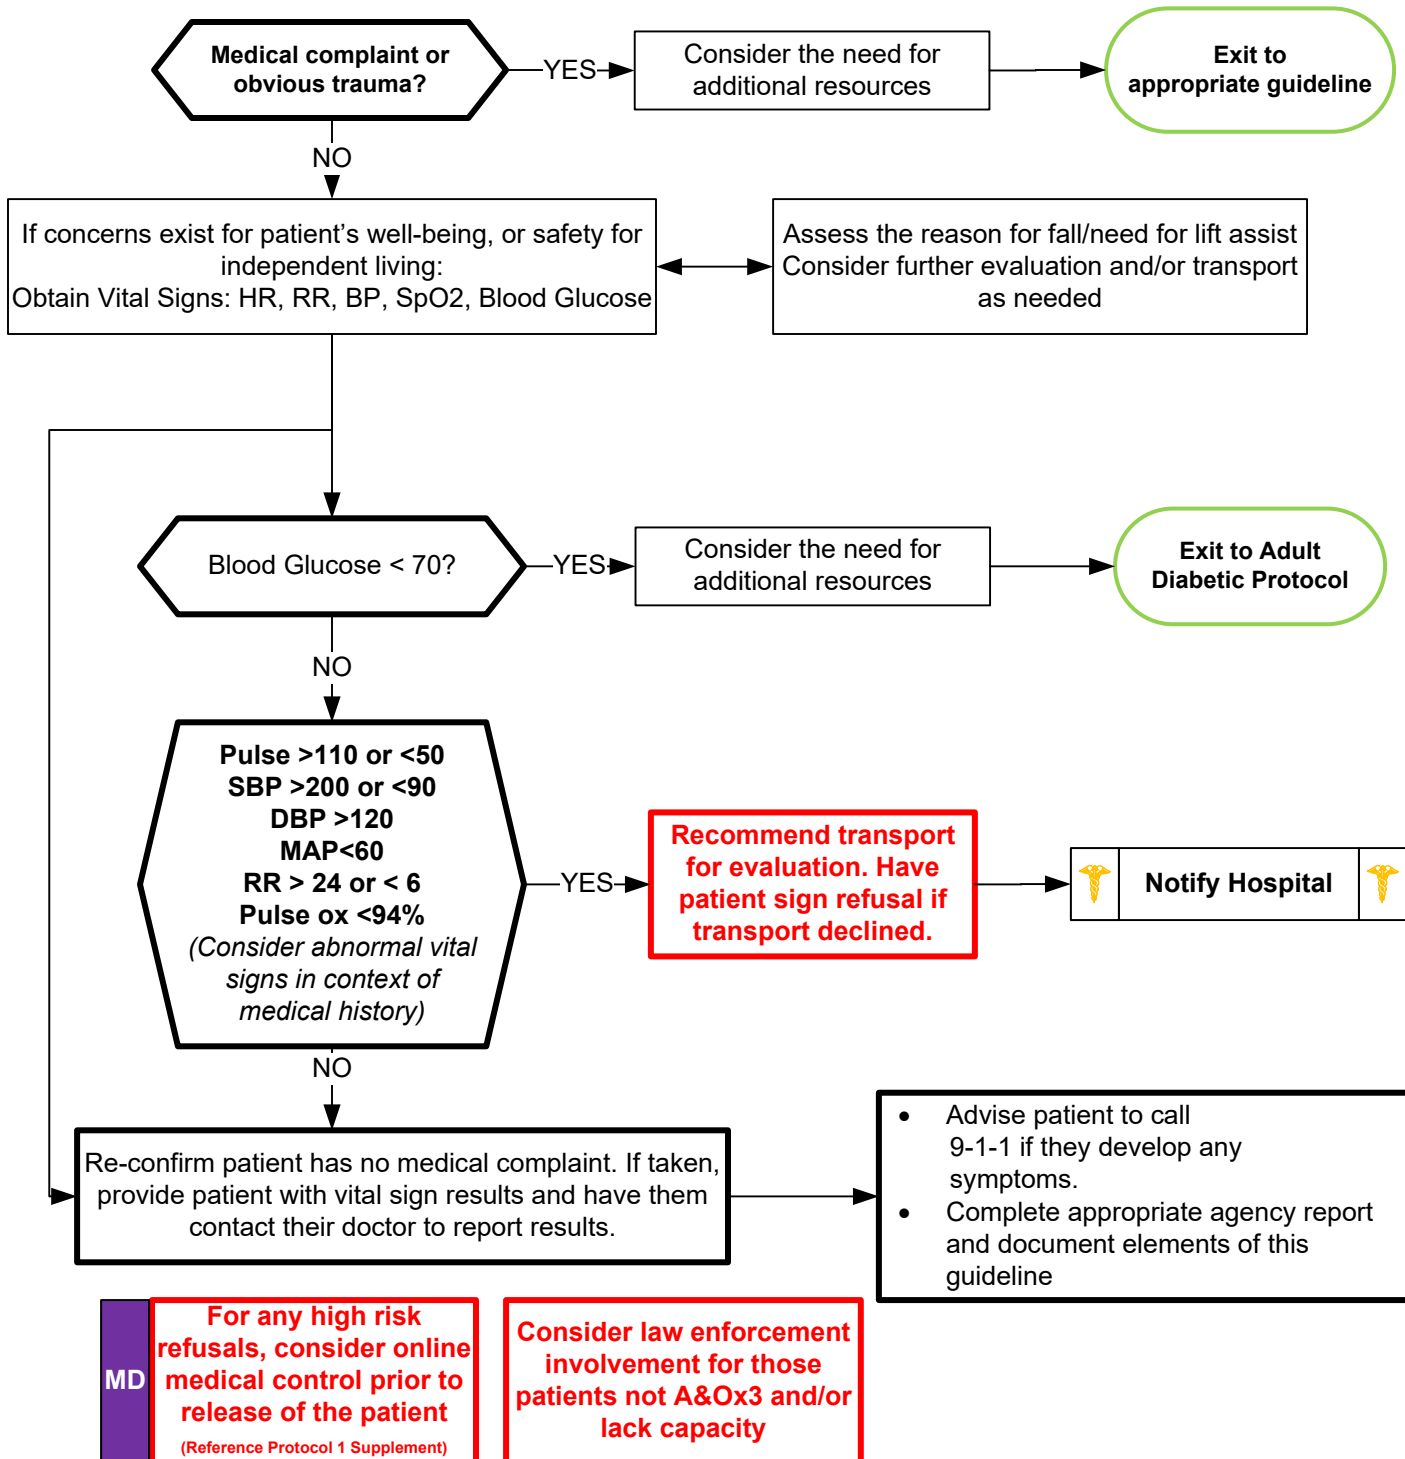 Medical complaint or
obvious trauma?
YES
Consider the need for
additional resources
Exit to
appropriate guideline
NO
If concerns exist for patient's well-being, or safety for
independent living:
Obtain Vital Signs: HR, RR, BP, SpO2, Blood Glucose
Assess the reason for fall/need for lift assist
Consider further evaluation and/or transport
as needed
Blood Glucose < 70?
YES
Consider the need for
additional resources
Exit to Adult
Diabetic Protocol
NO
Pulse >110 or <50
SBP >200 or <90
DBP >120
MAP<60
RR > 24 or < 6
Pulse ox <94%
(Consider abnormal vital
signs in context of
medical history)
YES
Recommend transport
for evaluation. Have
patient sign refusal if
transport declined.
Notify Hospital
NO
Re-confirm patient has no medical complaint. If taken,
provide patient with vital sign results and have them
contact their doctor to report results.
• Advise patient to call
9-1-1 if they develop any
symptoms.
• Complete appropriate agency report
and document elements of this
guideline
MD
For any high risk
refusals, consider online
medical control prior to
release of the patient
(Reference Protocol 1 Supplement)
Consider law enforcement
involvement for those
patients not A&Ox3 and/or
lack capacity